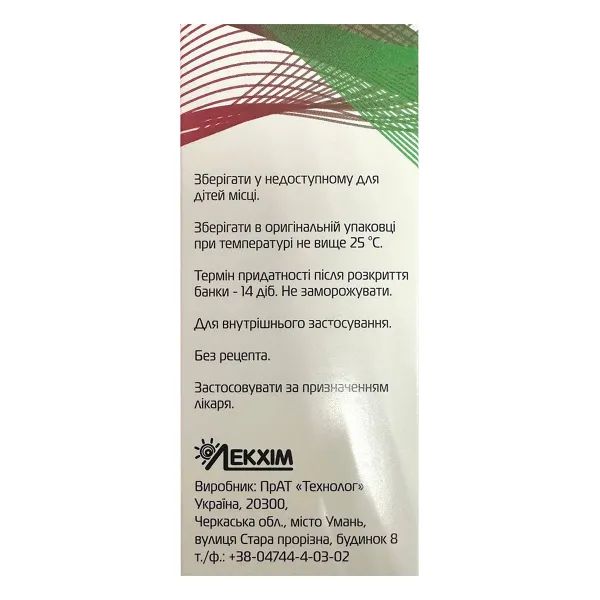 Зберігати у недоступному для
дітей місці.
Зберігати в оригінальній упаковці
при температурі не вище 25 °С.
Термін придатності після розкриття
банки - 14 діб. Не заморожувати.
Для внутрішнього застосування.
Без рецепта.
Застосовувати за призначенням
лікаря.
ЛЕКХІМ
Виробник: ПрАТ «Технолог»
Україна, 20300,
Черкаська обл., місто Умань,
вулиця Стара прорізна, будинок 8
т./ф.: +38-04744-4-03-02